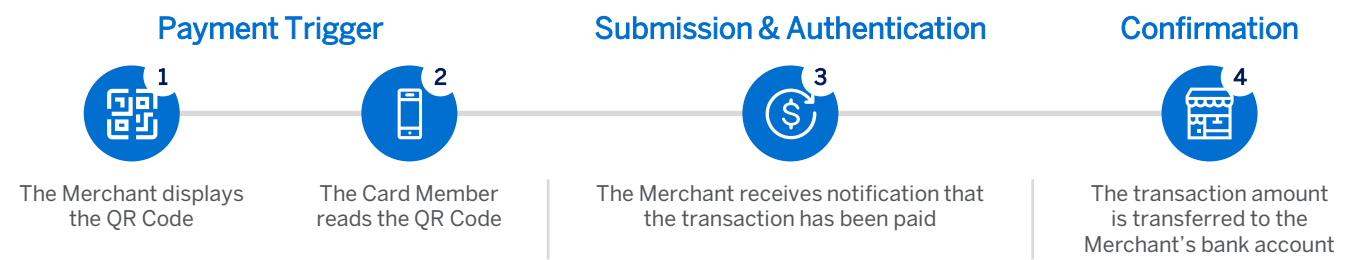 Payment Trigger
Submission & Authentication
Confirmation
1
2
3
4
The Merchant displays
the QR Code
The Card Member
reads the QR Code
The Merchant receives notification that
the transaction has been paid
The transaction amount
is transferred to the
Merchant's bank account